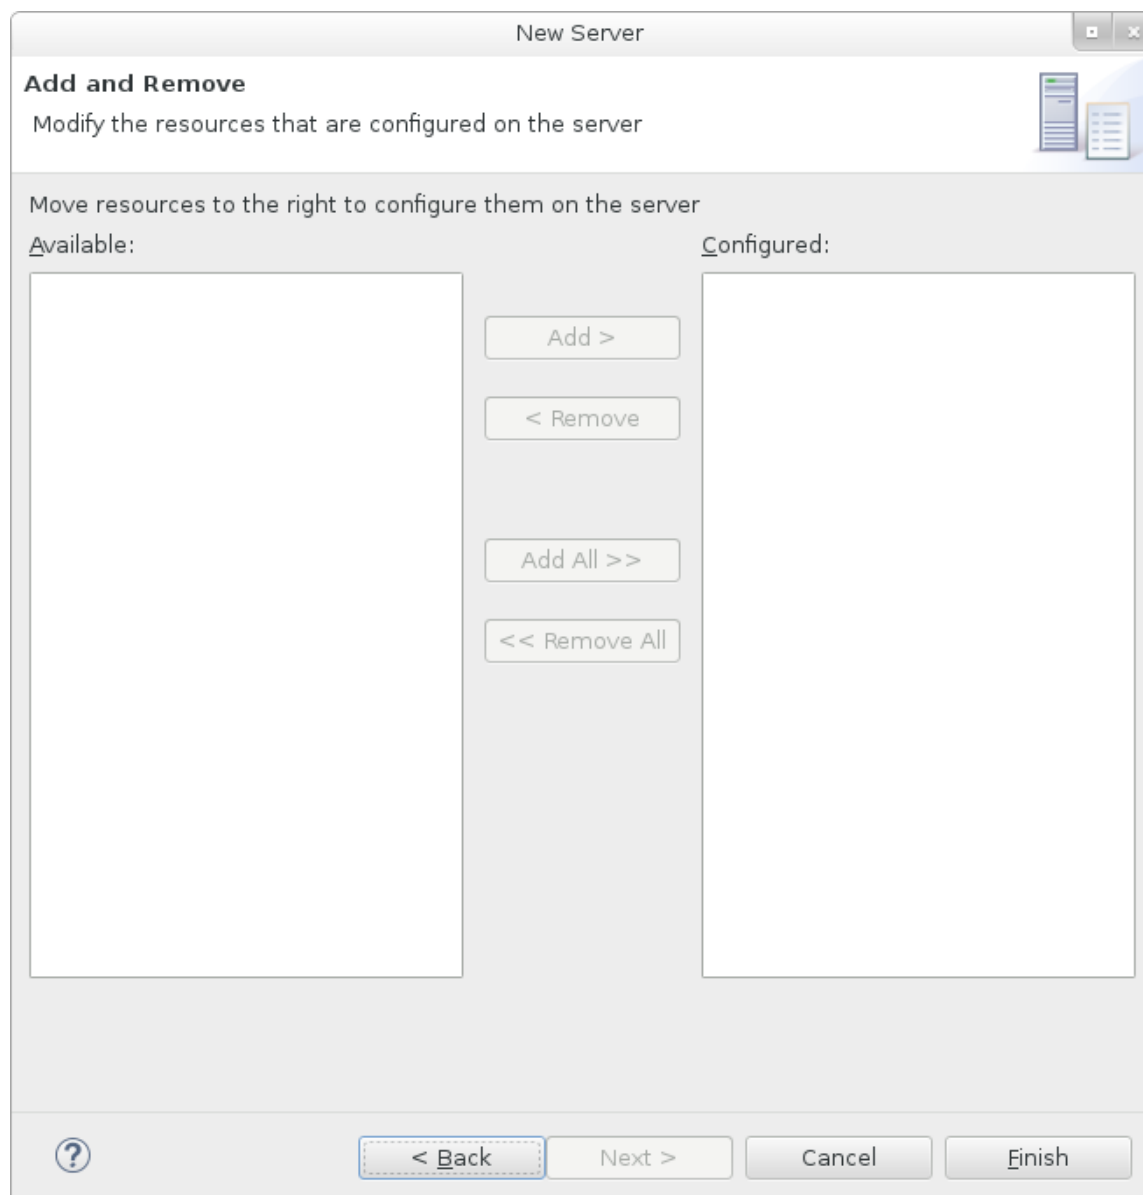 New Server
Add and Remove
Modify the resources that are configured on the server
Move resources to the right to configure them on the server
Available:
Configured:
Add >
< Remove
Add All >>
<< Remove All
?
< Back
Next >
Cancel
Finish